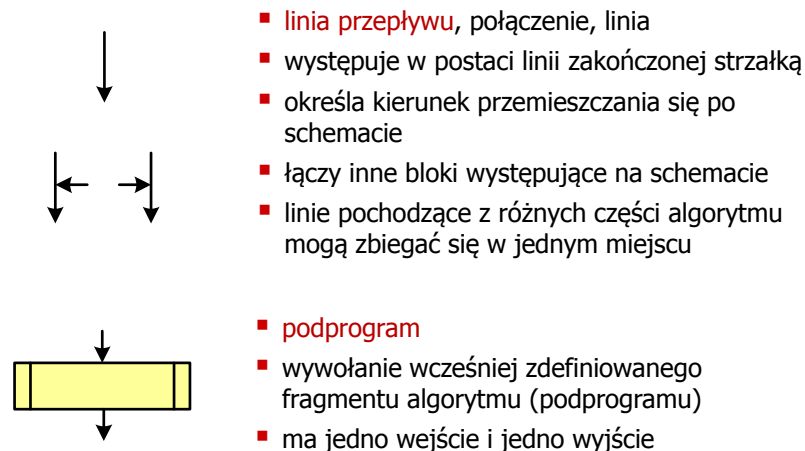 ▪ linia przepływu, połączenie, linia
▪ występuje w postaci linii zakończonej strzałką
▪ określa kierunek przemieszczania się po
schemacie
▪ łączy inne bloki występujące na schemacie
▪ linie pochodzące z różnych części algorytmu
mogą zbiegać się w jednym miejscu
▪ podprogram
▪ wywołanie wcześniej zdefiniowanego
fragmentu algorytmu (podprogramu)
▪ ma jedno wejście i jedno wyjście